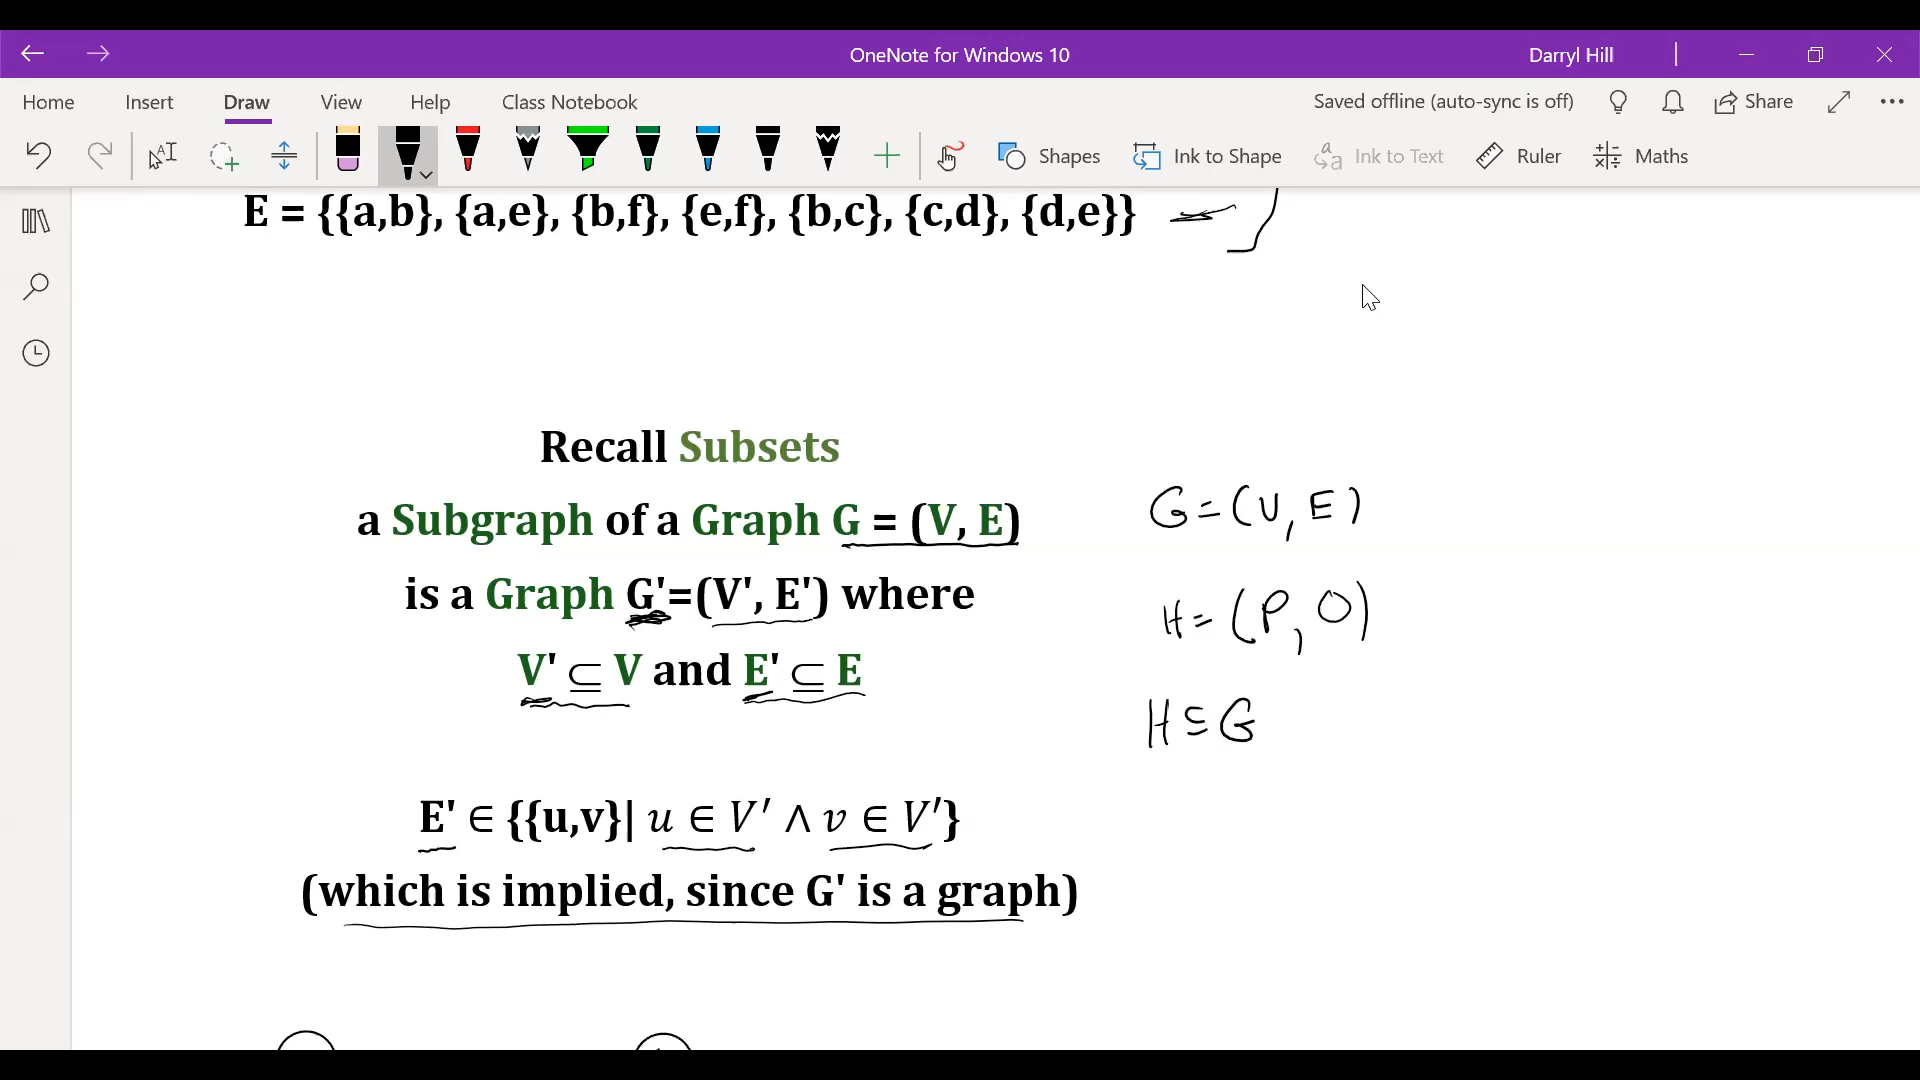 OneNote for Windows 10
Darryl Hill
Home Insert Draw View Help Class Notebook
Saved offline (auto-sync is off) Share
Shapes Ink to Shape Ink to Text Ruler Maths
E = {{a,b}, {a,e}, {b,f}, {e,f}, {b,c}, {c,d}, {d,e}}
Recall Subsets
a Subgraph of a Graph G = (V, E)
is a Graph G'=(V', E') where
V' ⊆ V and E' ⊆ E
E' ∈ {{u,v}| u ∈ V′ ∧ v ∈ V′}
(which is implied, since G' is a graph)
G = (V, E)
H = (P, O)
H ⊆ G